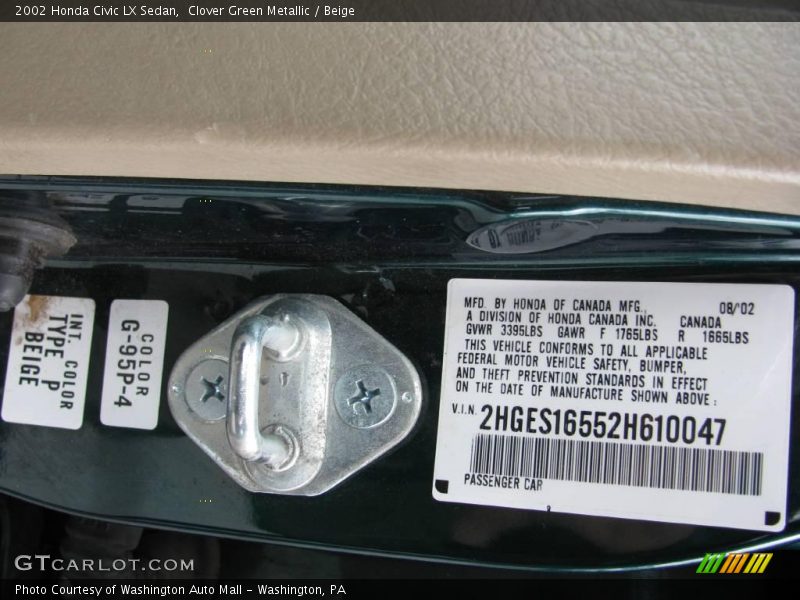 2002 Honda Civic LX Sedan,  Clover Green Metallic / Beige
INT. COLOR
TYPE P
BEIGE
COLOR
G-95P-4
MFD. BY HONDA OF CANADA MFG., 08/02
A DIVISION OF HONDA CANADA INC. CANADA
GVWR 3395LBS GAWR F 1765LBS R 1665LBS
THIS VEHICLE CONFORMS TO ALL APPLICABLE
FEDERAL MOTOR VEHICLE SAFETY, BUMPER,
AND THEFT PREVENTION STANDARDS IN EFFECT
ON THE DATE OF MANUFACTURE SHOWN ABOVE:
V.I.N. 2HGES16552H610047
PASSENGER CAR
GTCARLOT.COM
Photo Courtesy of Washington Auto Mall - Washington, PA